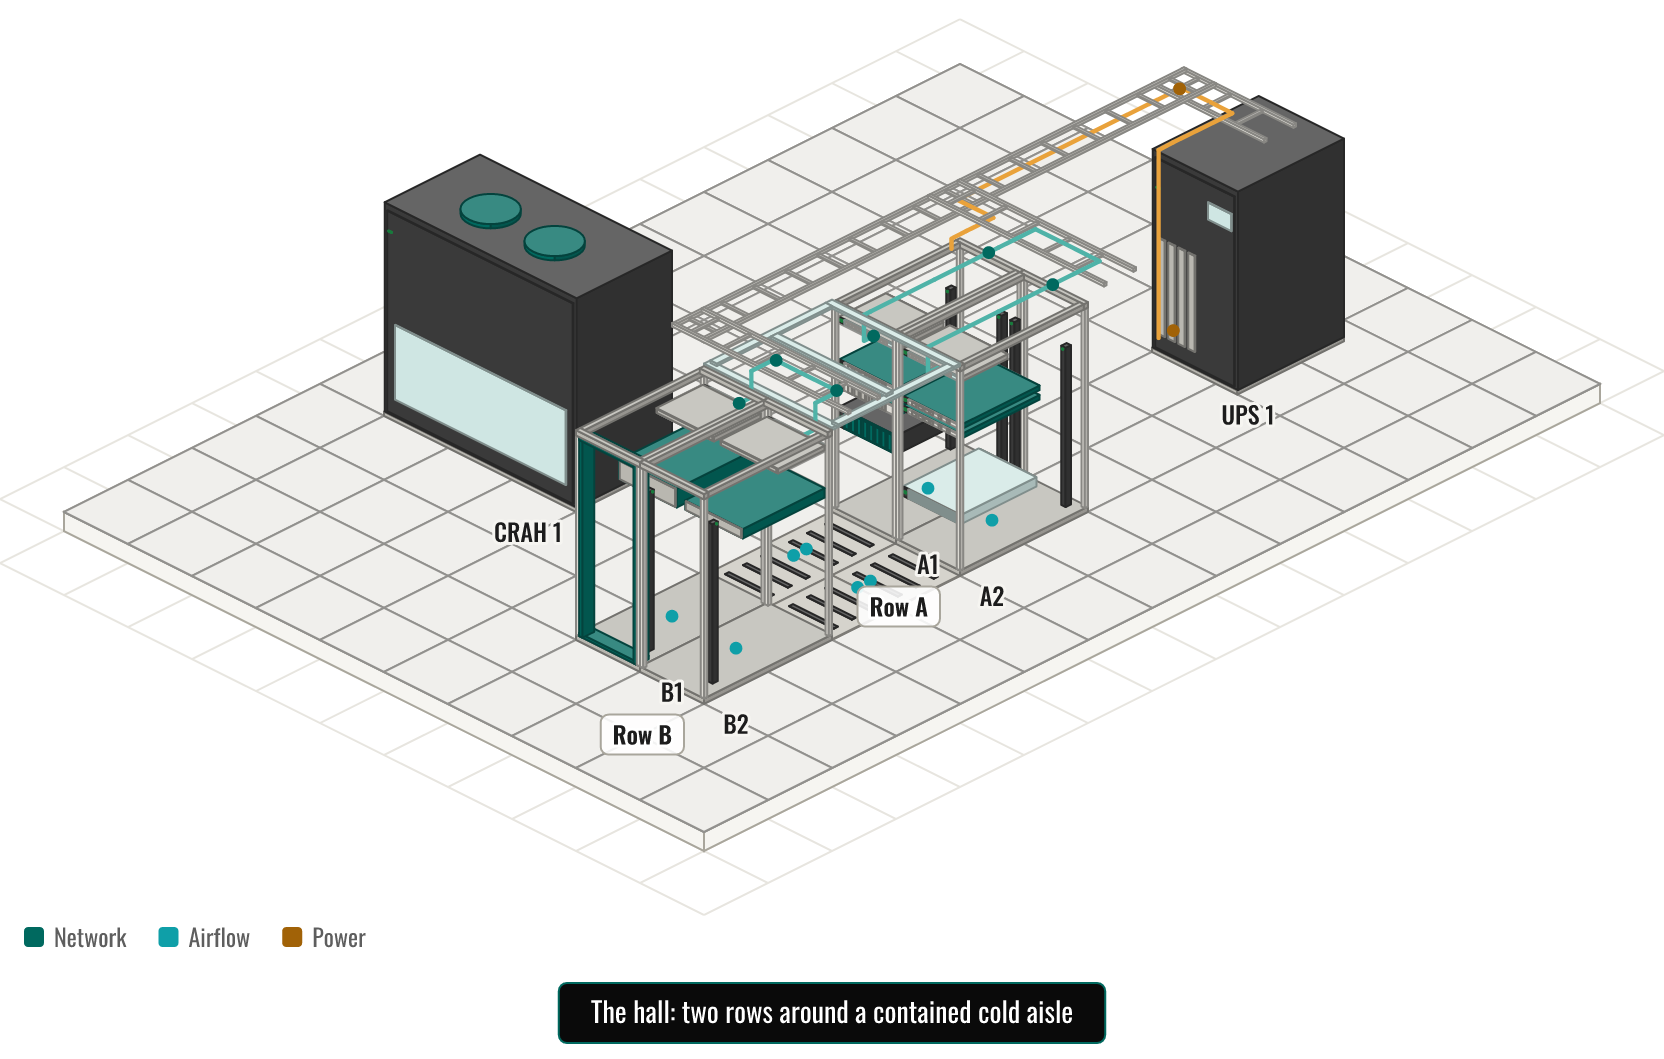 UPS 1
CRAH 1
A1
A2
Row A
B1
B2
Row B
Network
Airflow
Power
The hall: two rows around a contained cold aisle